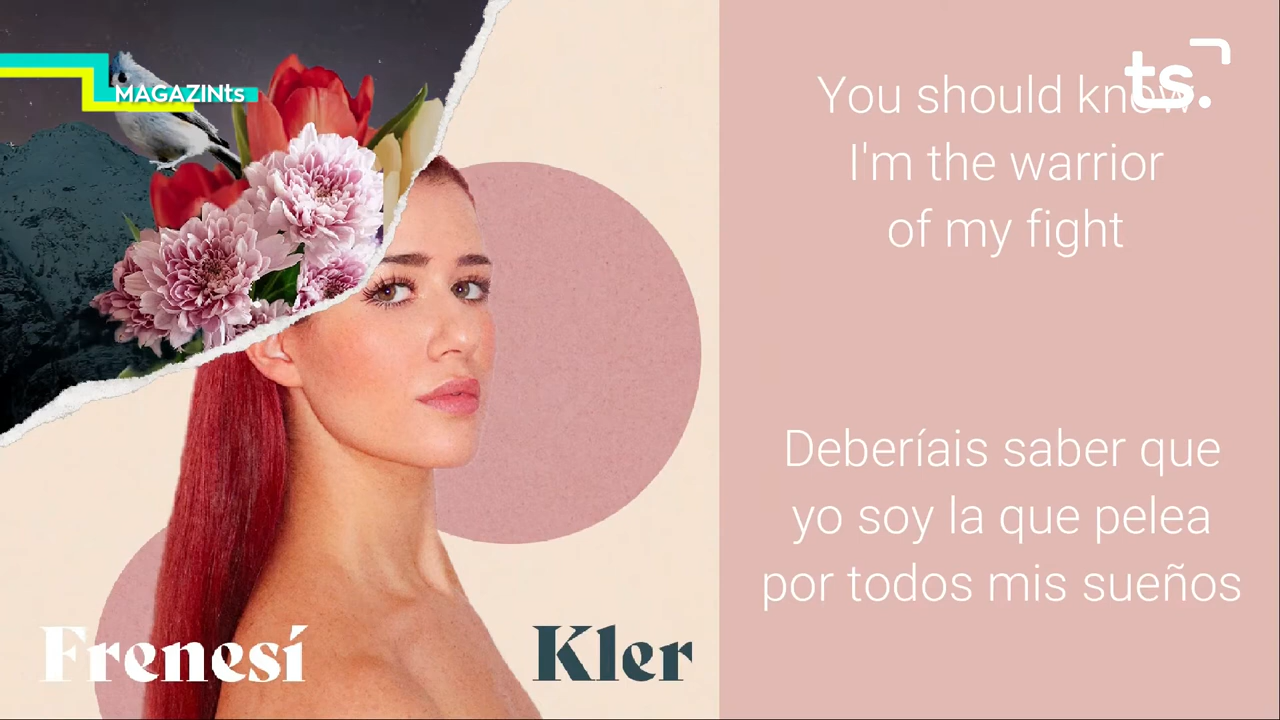 MAGAZINts
ts.
You should know
I'm the warrior
of my fight
Deberíais saber que
yo soy la que pelea
por todos mis sueños
Frenesí
Kler